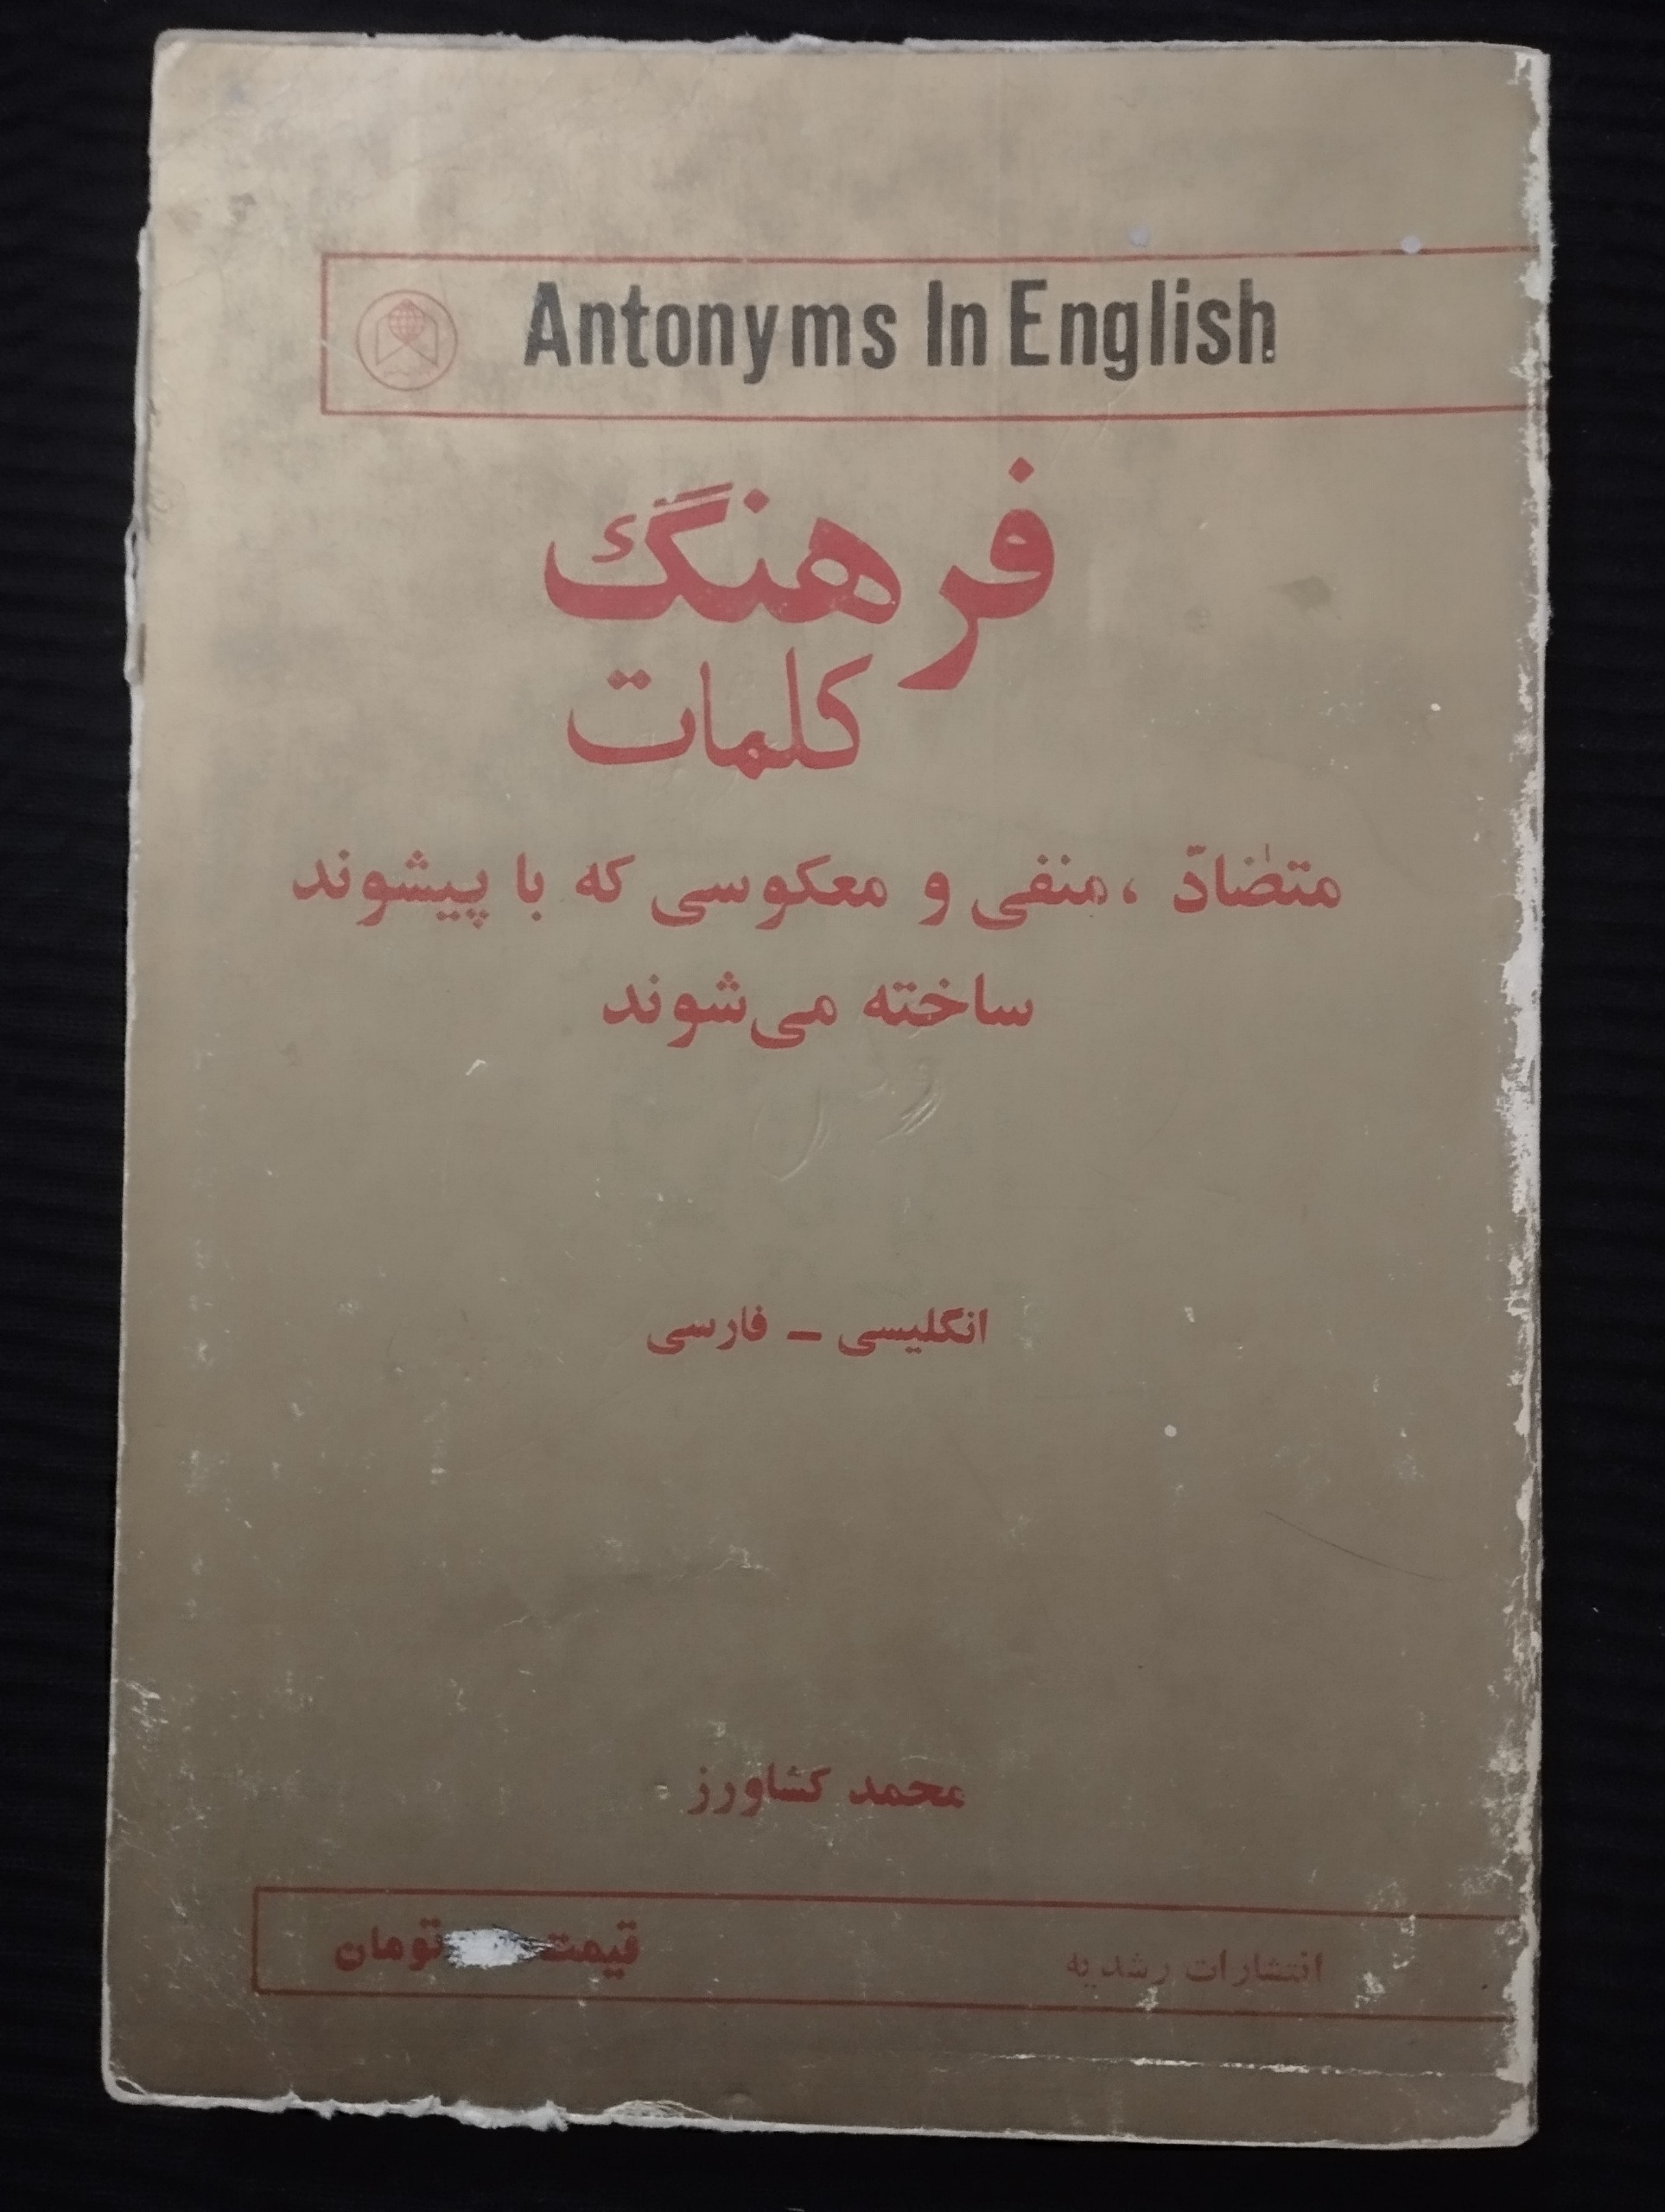 Antonyms In English
فرهنگ
کلمات
متضادّ ، منفی و معکوسی که با پیشوند
ساخته می‌شوند
انگلیسی ـ فارسی
محمد کشاورز
انتشارات رشدیه
قیمت تومان